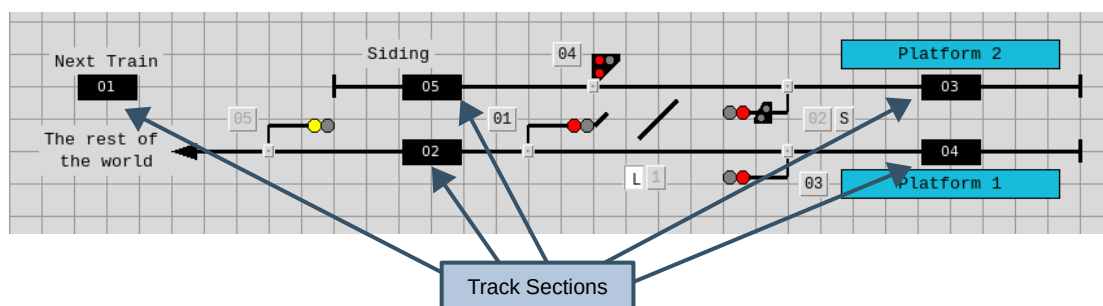 Next Train
Siding
04
Platform 2
01
05
03
05
01
02
S
The rest of
the world
02
04
L
1
03
Platform 1
Track Sections